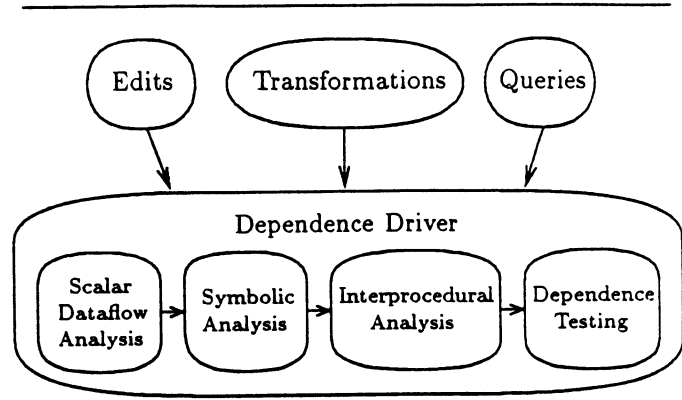 Edits
Transformations
Queries
Dependence Driver
Scalar
Dataflow
Analysis
Symbolic
Analysis
Interprocedural
Analysis
Dependence
Testing